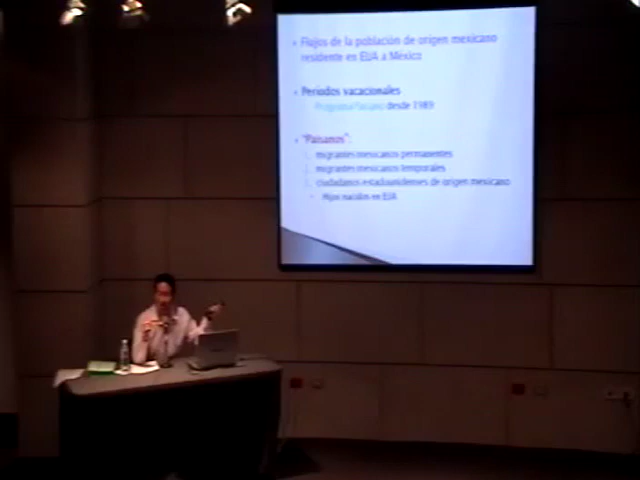 Flujos de la población de origen mexicano
residente en EUA a México
Periodos vacacionales
Programa Paisano desde 1989
"Paisanos":
migrantes mexicanos permanentes
migrantes mexicanos temporales
ciudadanos estadounidenses de origen mexicano
Hijos nacidos en EUA